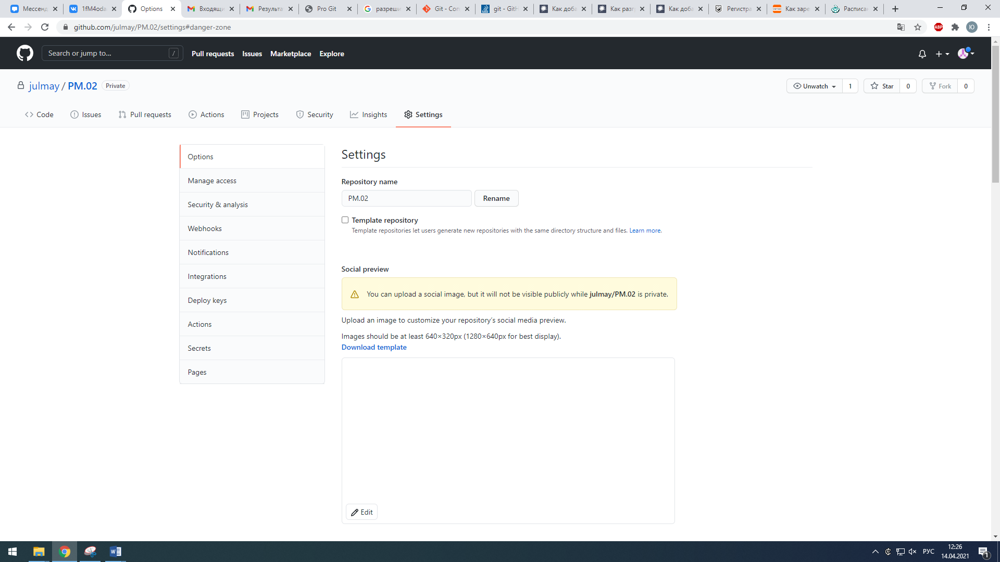 Мессенд
1fM4oda
Options
Входящи
Результа
Pro Git
разреши
Git - Con
git - GitH
Как доба
Как разр
Как доба
Регистра
Как заре
Расписан
github.com/julmay/PM.02/settings#danger-zone
ABP
Ю
Search or jump to...
/
Pull requests
Issues
Marketplace
Explore
julmay / PM.02
Private
Unwatch
1
Star
0
Fork
0
Code
Issues
Pull requests
Actions
Projects
Security
Insights
Settings
Options
Manage access
Security & analysis
Webhooks
Notifications
Integrations
Deploy keys
Actions
Secrets
Pages
Settings
Repository name
PM.02
Rename
Template repository
Template repositories let users generate new repositories with the same directory structure and files. Learn more.
Social preview
You can upload a social image, but it will not be visible publicly while julmay/PM.02 is private.
Upload an image to customize your repository’s social media preview.
Images should be at least 640×320px (1280×640px for best display).
Download template
Edit
РУС
12:26
14.04.2021
1